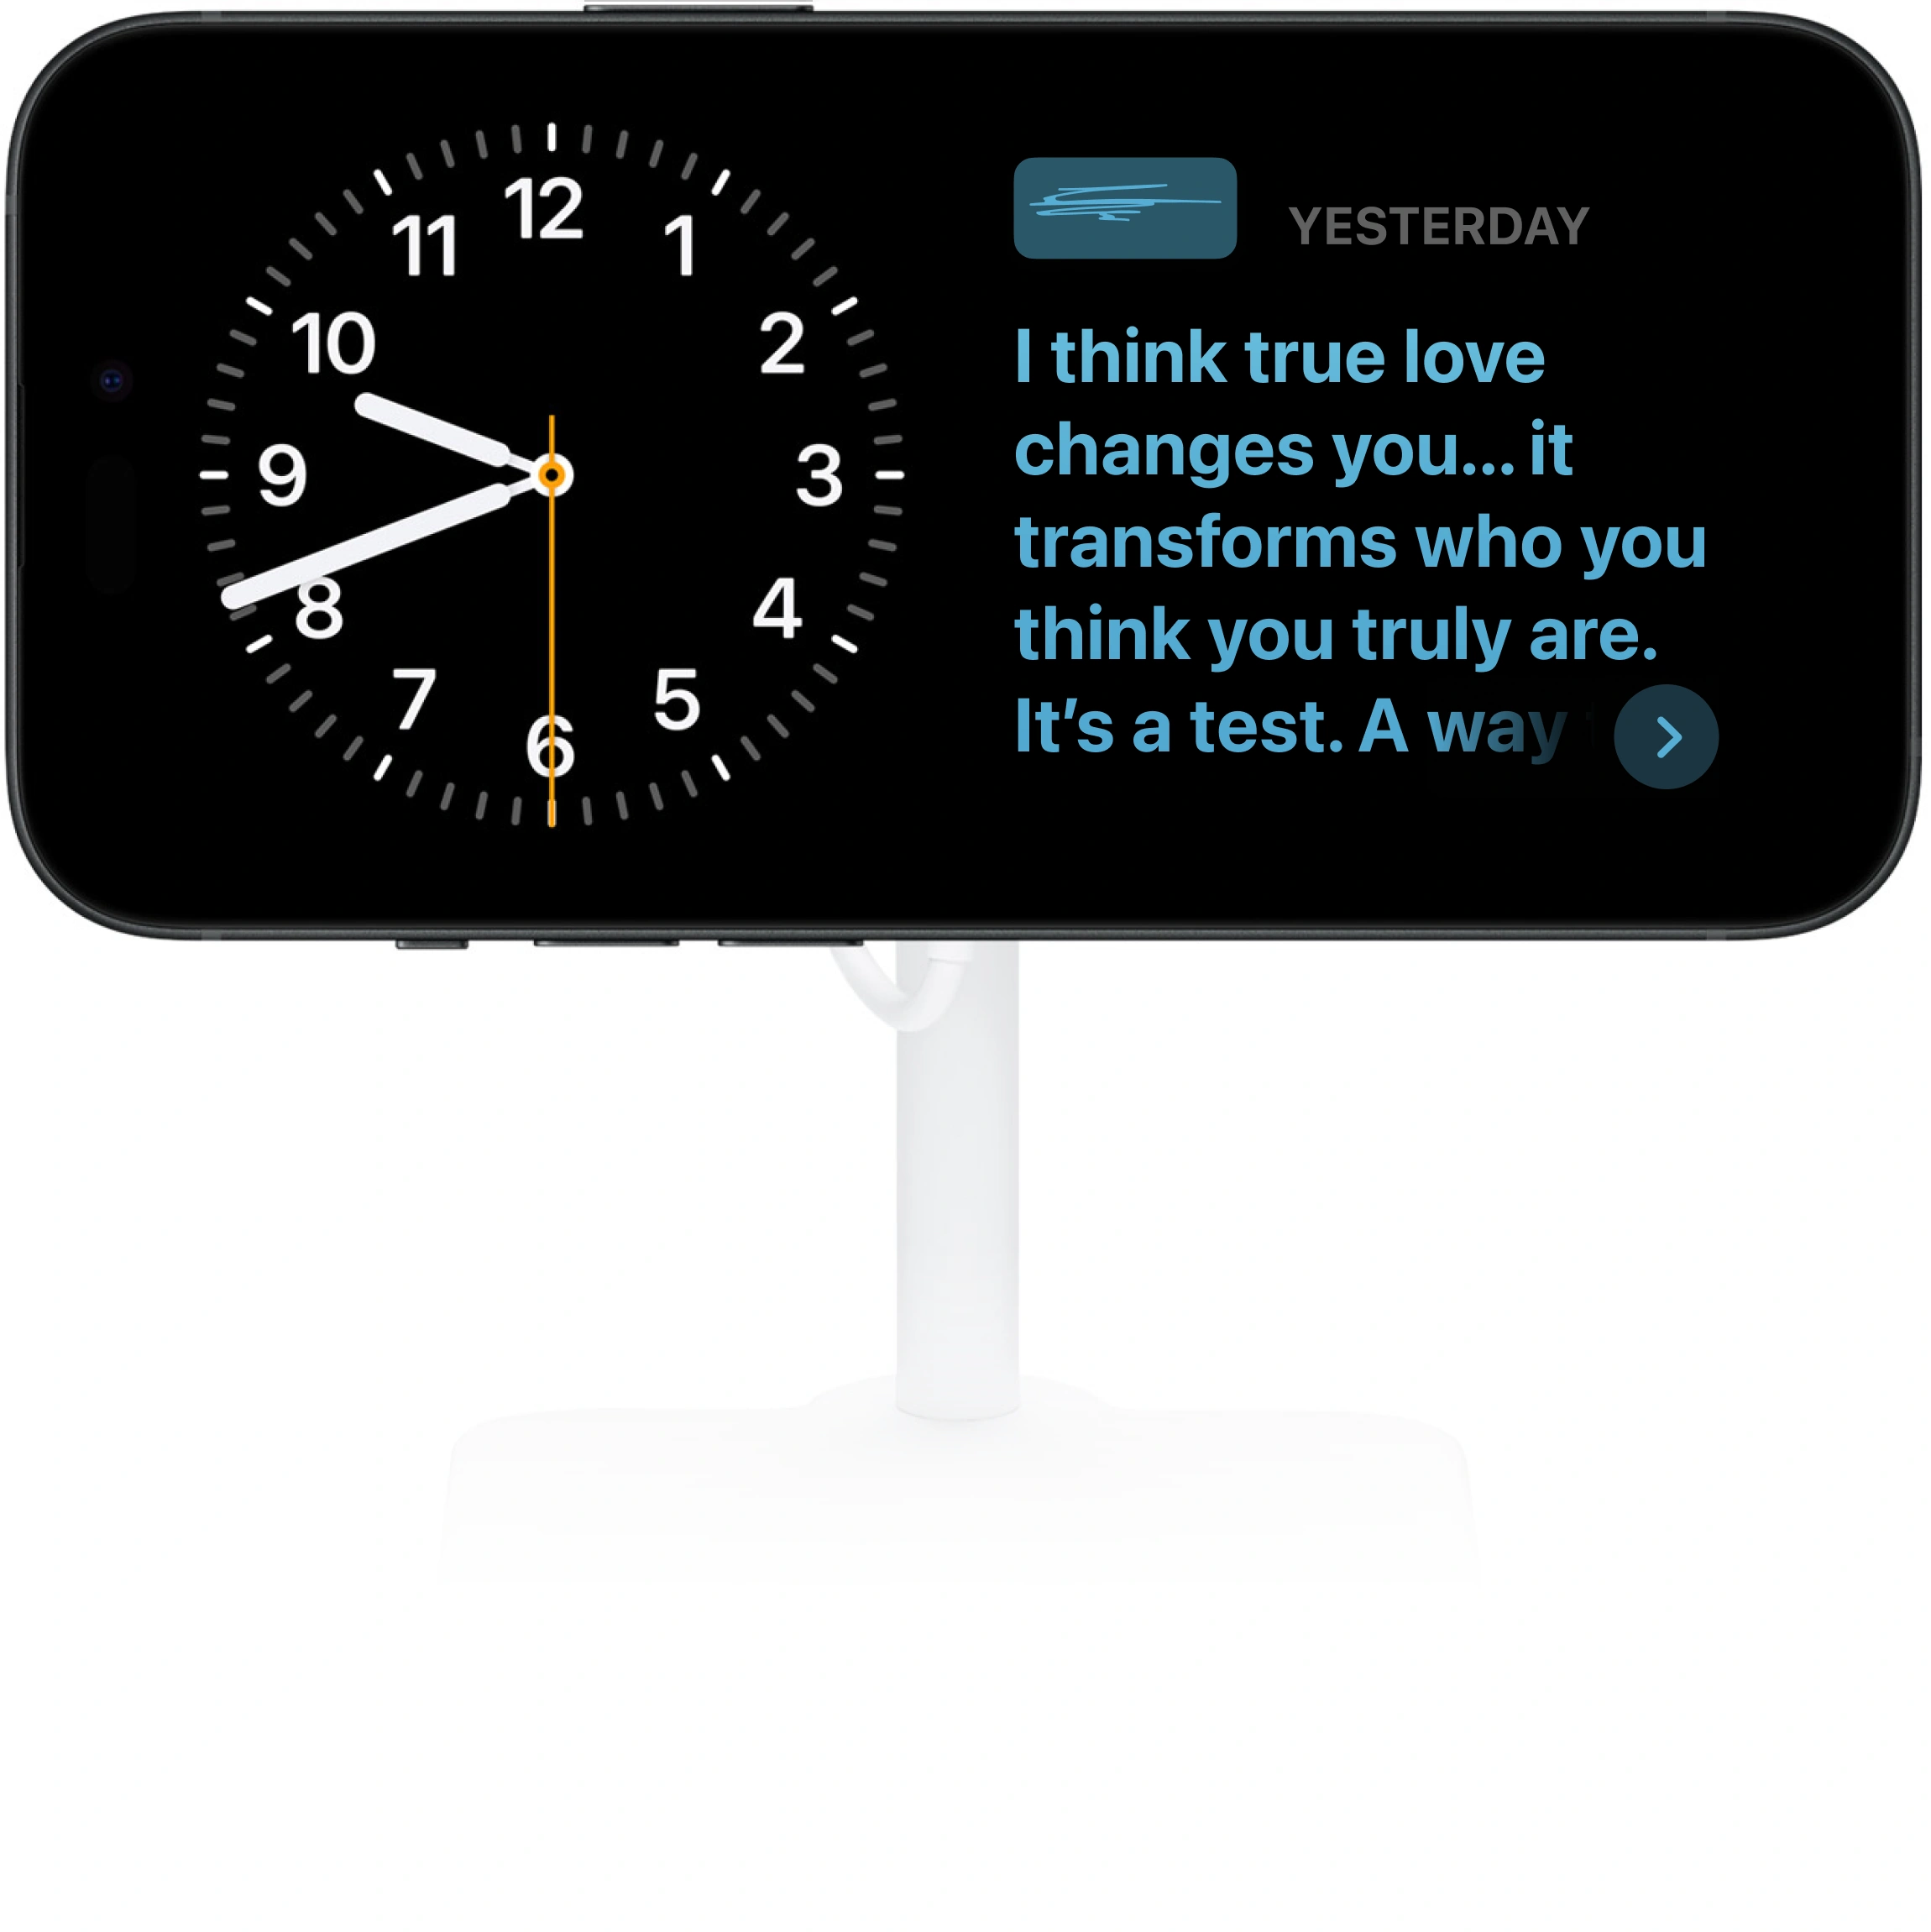 12
11
1
10
2
9
3
8
4
7
5
6
YESTERDAY
I think true love
changes you... it
transforms who you
think you truly are.
It's a test. A way